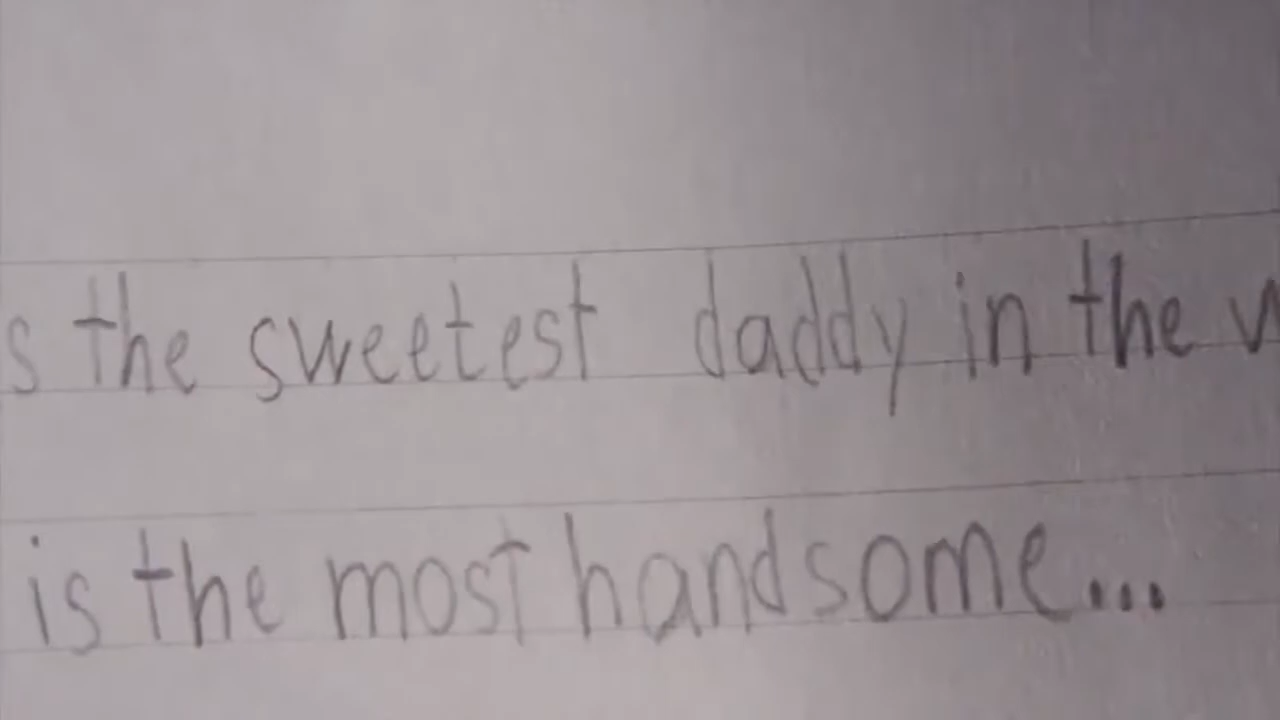 s the sweetest daddy in the
is the most handsome...